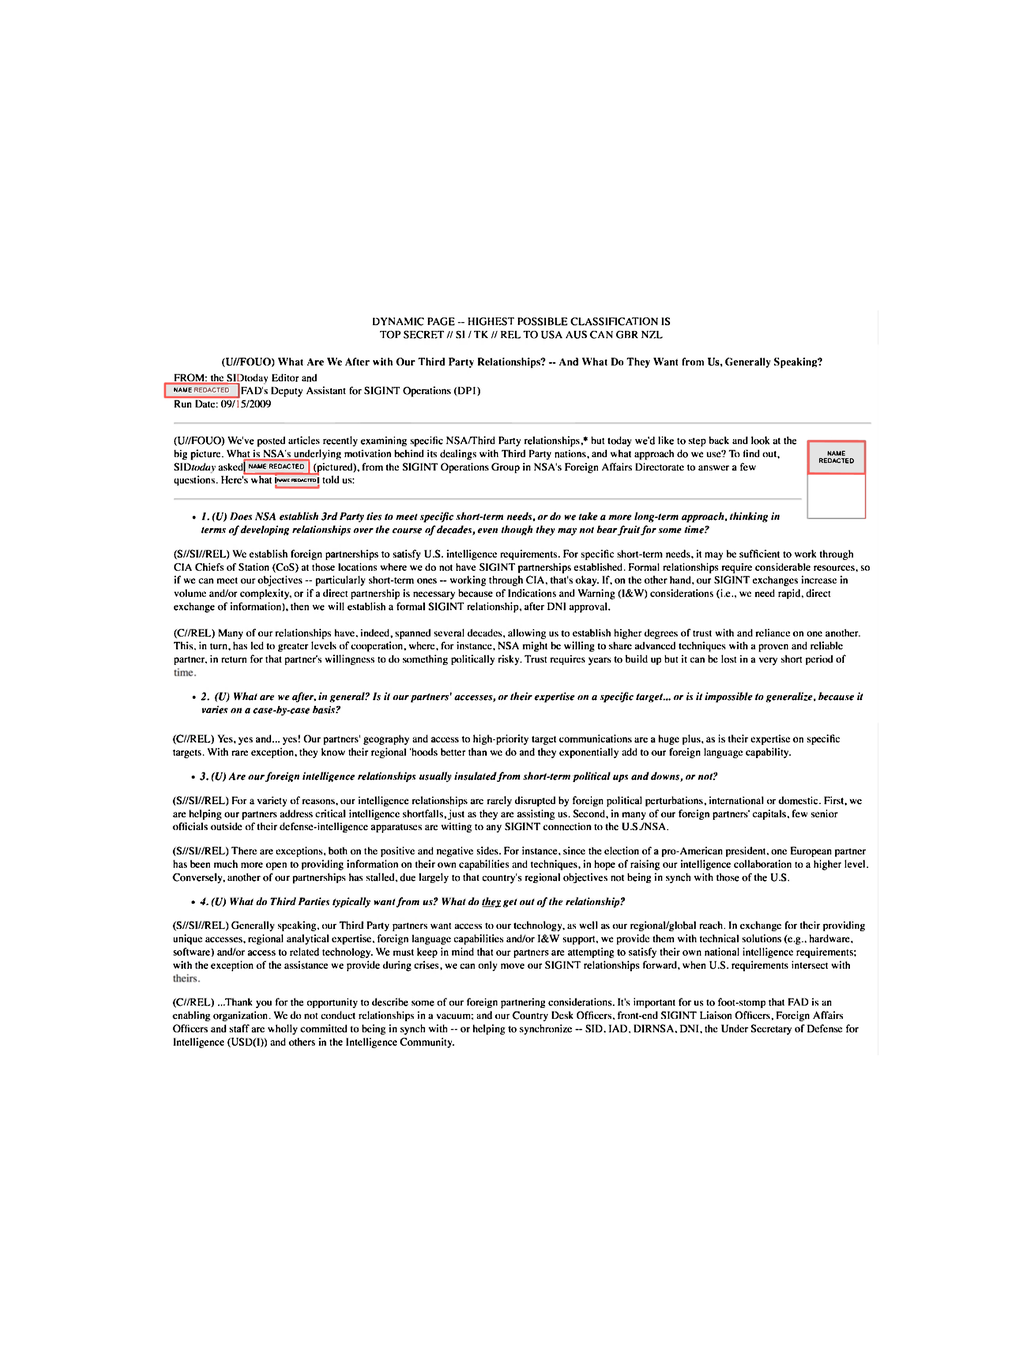 DYNAMIC PAGE -- HIGHEST POSSIBLE CLASSIFICATION IS
TOP SECRET // SI / TK // REL TO USA AUS CAN GBR NZL
(U//FOUO) What Are We After with Our Third Party Relationships? -- And What Do They Want from Us, Generally Speaking?
FROM: the SIDtoday Editor and
NAME REDACTED FAD's Deputy Assistant for SIGINT Operations (DP1)
Run Date: 09/15/2009
(U//FOUO) We've posted articles recently examining specific NSA/Third Party relationships,* but today we'd like to step back and look at the
big picture. What is NSA's underlying motivation behind its dealings with Third Party nations, and what approach do we use? To find out,
SIDtoday asked NAME REDACTED (pictured), from the SIGINT Operations Group in NSA's Foreign Affairs Directorate to answer a few
questions. Here's what NAME REDACTED told us:
NAME
REDACTED
• 1. (U) Does NSA establish 3rd Party ties to meet specific short-term needs, or do we take a more long-term approach, thinking in
terms of developing relationships over the course of decades, even though they may not bear fruit for some time?
(S//SI//REL) We establish foreign partnerships to satisfy U.S. intelligence requirements. For specific short-term needs, it may be sufficient to work through
CIA Chiefs of Station (CoS) at those locations where we do not have SIGINT partnerships established. Formal relationships require considerable resources, so
if we can meet our objectives -- particularly short-term ones -- working through CIA, that's okay. If, on the other hand, our SIGINT exchanges increase in
volume and/or complexity, or if a direct partnership is necessary because of Indications and Warning (I&W) considerations (i.e., we need rapid, direct
exchange of information), then we will establish a formal SIGINT relationship, after DNI approval.
(C//REL) Many of our relationships have, indeed, spanned several decades, allowing us to establish higher degrees of trust with and reliance on one another.
This, in turn, has led to greater levels of cooperation, where, for instance, NSA might be willing to share advanced techniques with a proven and reliable
partner, in return for that partner's willingness to do something politically risky. Trust requires years to build up but it can be lost in a very short period of
time.
• 2. (U) What are we after, in general? Is it our partners' accesses, or their expertise on a specific target... or is it impossible to generalize, because it
varies on a case-by-case basis?
(C//REL) Yes, yes and... yes! Our partners' geography and access to high-priority target communications are a huge plus, as is their expertise on specific
targets. With rare exception, they know their regional 'hoods better than we do and they exponentially add to our foreign language capability.
• 3. (U) Are our foreign intelligence relationships usually insulated from short-term political ups and downs, or not?
(S//SI//REL) For a variety of reasons, our intelligence relationships are rarely disrupted by foreign political perturbations, international or domestic. First, we
are helping our partners address critical intelligence shortfalls, just as they are assisting us. Second, in many of our foreign partners' capitals, few senior
officials outside of their defense-intelligence apparatuses are witting to any SIGINT connection to the U.S./NSA.
(S//SI//REL) There are exceptions, both on the positive and negative sides. For instance, since the election of a pro-American president, one European partner
has been much more open to providing information on their own capabilities and techniques, in hope of raising our intelligence collaboration to a higher level.
Conversely, another of our partnerships has stalled, due largely to that country's regional objectives not being in synch with those of the U.S.
• 4. (U) What do Third Parties typically want from us? What do they get out of the relationship?
(S//SI//REL) Generally speaking, our Third Party partners want access to our technology, as well as our regional/global reach. In exchange for their providing
unique accesses, regional analytical expertise, foreign language capabilities and/or I&W support, we provide them with technical solutions (e.g., hardware,
software) and/or access to related technology. We must keep in mind that our partners are attempting to satisfy their own national intelligence requirements;
with the exception of the assistance we provide during crises, we can only move our SIGINT relationships forward, when U.S. requirements intersect with
theirs.
(C//REL) ...Thank you for the opportunity to describe some of our foreign partnering considerations. It's important for us to foot-stomp that FAD is an
enabling organization. We do not conduct relationships in a vacuum; and our Country Desk Officers, front-end SIGINT Liaison Officers, Foreign Affairs
Officers and staff are wholly committed to being in synch with -- or helping to synchronize -- SID, IAD, DIRNSA, DNI, the Under Secretary of Defense for
Intelligence (USD(I)) and others in the Intelligence Community.